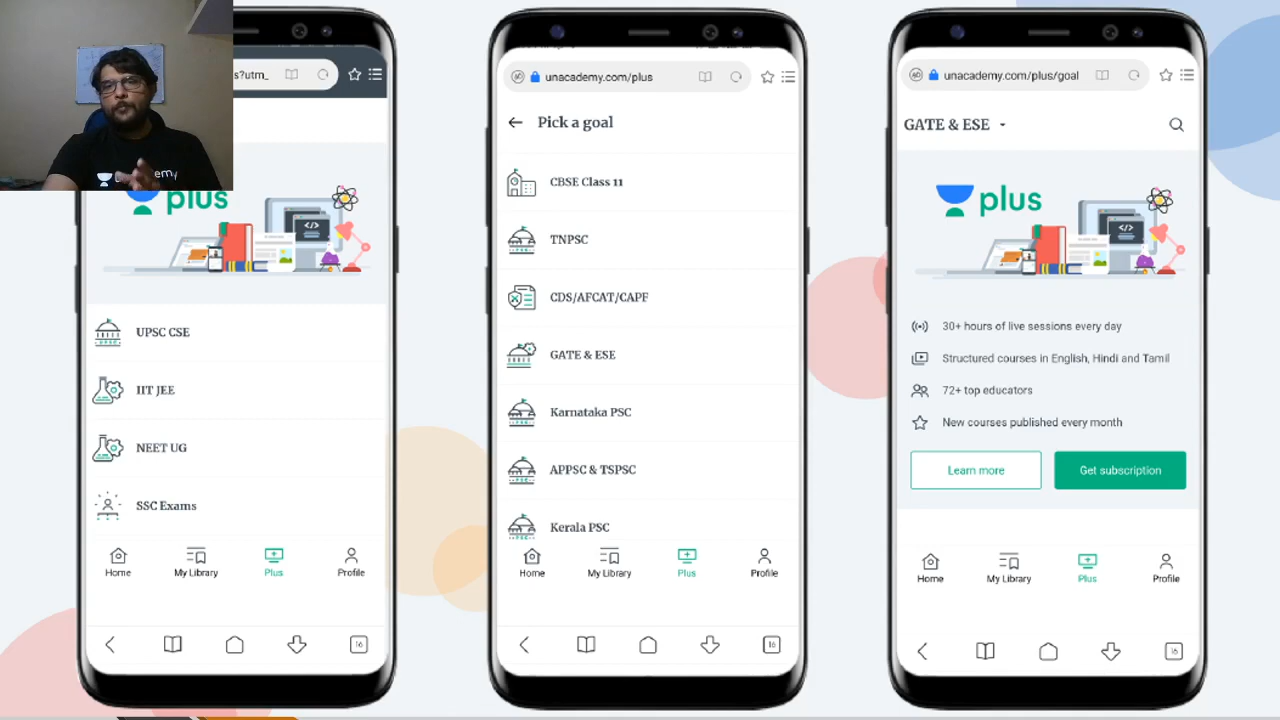 s?utm_
plus
</>
UPSC CSE
IIT JEE
NEET UG
SSC Exams
Home
My Library
Plus
Profile
16
unacademy.com/plus
Pick a goal
CBSE Class 11
TNPSC
CDS/AFCAT/CAPF
GATE & ESE
Karnataka PSC
APPSC & TSPSC
Kerala PSC
Home
My Library
Plus
Profile
16
unacademy.com/plus/goal
GATE & ESE
plus
</>
30+ hours of live sessions every day
Structured courses in English, Hindi and Tamil
72+ top educators
New courses published every month
Learn more
Get subscription
Home
My Library
Plus
Profile
16